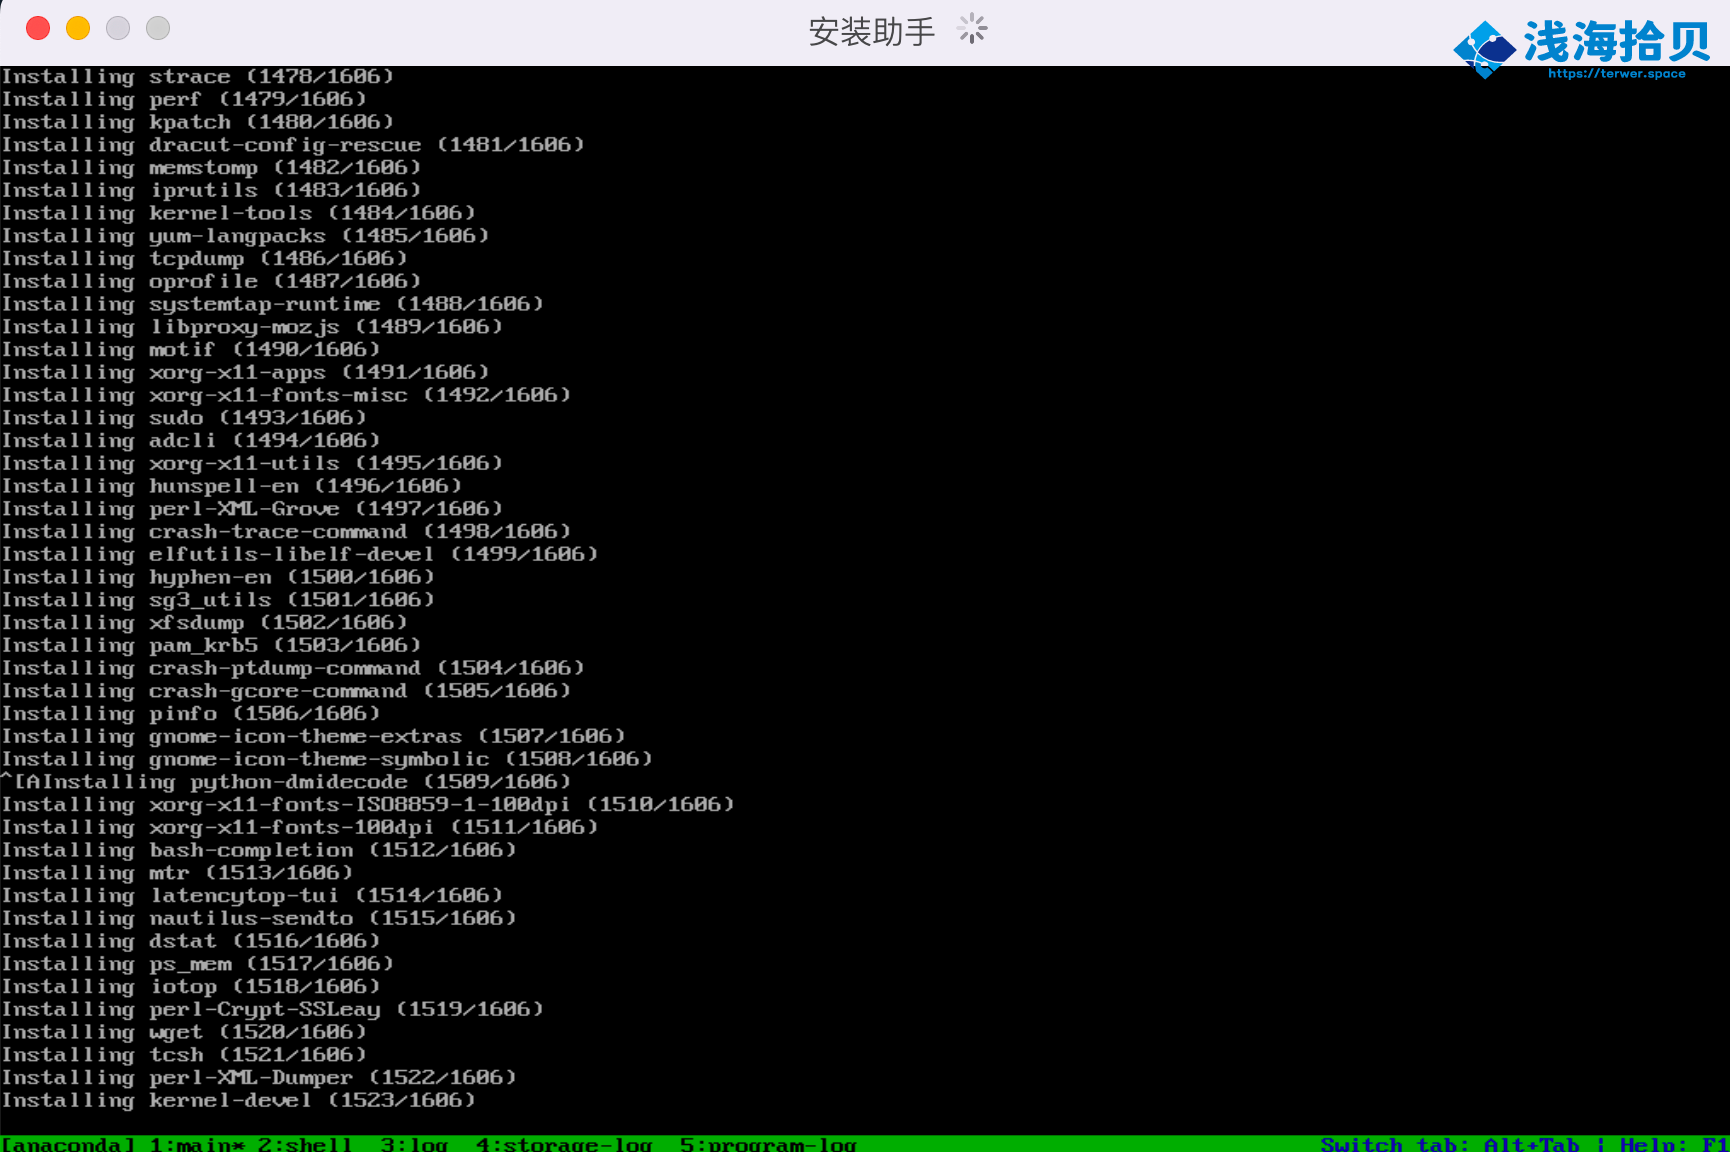 安装助手
浅海拾贝
https://terwer.space
Installing strace (1478/1606)
Installing perf (1479/1606)
Installing kpatch (1480/1606)
Installing dracut-config-rescue (1481/1606)
Installing memstomp (1482/1606)
Installing iprutils (1483/1606)
Installing kernel-tools (1484/1606)
Installing yum-langpacks (1485/1606)
Installing tcpdump (1486/1606)
Installing oprofile (1487/1606)
Installing systemtap-runtime (1488/1606)
Installing libproxy-mozjs (1489/1606)
Installing motif (1490/1606)
Installing xorg-x11-apps (1491/1606)
Installing xorg-x11-fonts-misc (1492/1606)
Installing sudo (1493/1606)
Installing adcli (1494/1606)
Installing xorg-x11-utils (1495/1606)
Installing hunspell-en (1496/1606)
Installing perl-XML-Grove (1497/1606)
Installing crash-trace-command (1498/1606)
Installing elfutils-libelf-devel (1499/1606)
Installing hyphen-en (1500/1606)
Installing sg3_utils (1501/1606)
Installing xfsdump (1502/1606)
Installing pam_krb5 (1503/1606)
Installing crash-ptdump-command (1504/1606)
Installing crash-gcore-command (1505/1606)
Installing pinfo (1506/1606)
Installing gnome-icon-theme-extras (1507/1606)
Installing gnome-icon-theme-symbolic (1508/1606)
^[AInstalling python-dmidecode (1509/1606)
Installing xorg-x11-fonts-ISO8859-1-100dpi (1510/1606)
Installing xorg-x11-fonts-100dpi (1511/1606)
Installing bash-completion (1512/1606)
Installing mtr (1513/1606)
Installing latencytop-tui (1514/1606)
Installing nautilus-sendto (1515/1606)
Installing dstat (1516/1606)
Installing ps_mem (1517/1606)
Installing iotop (1518/1606)
Installing perl-Crypt-SSLeay (1519/1606)
Installing wget (1520/1606)
Installing tcsh (1521/1606)
Installing perl-XML-Dumper (1522/1606)
Installing kernel-devel (1523/1606)
[anaconda] 1:main* 2:shell  3:log  4:storage-log  5:program-log
Switch tab: Alt+Tab | Help: F1